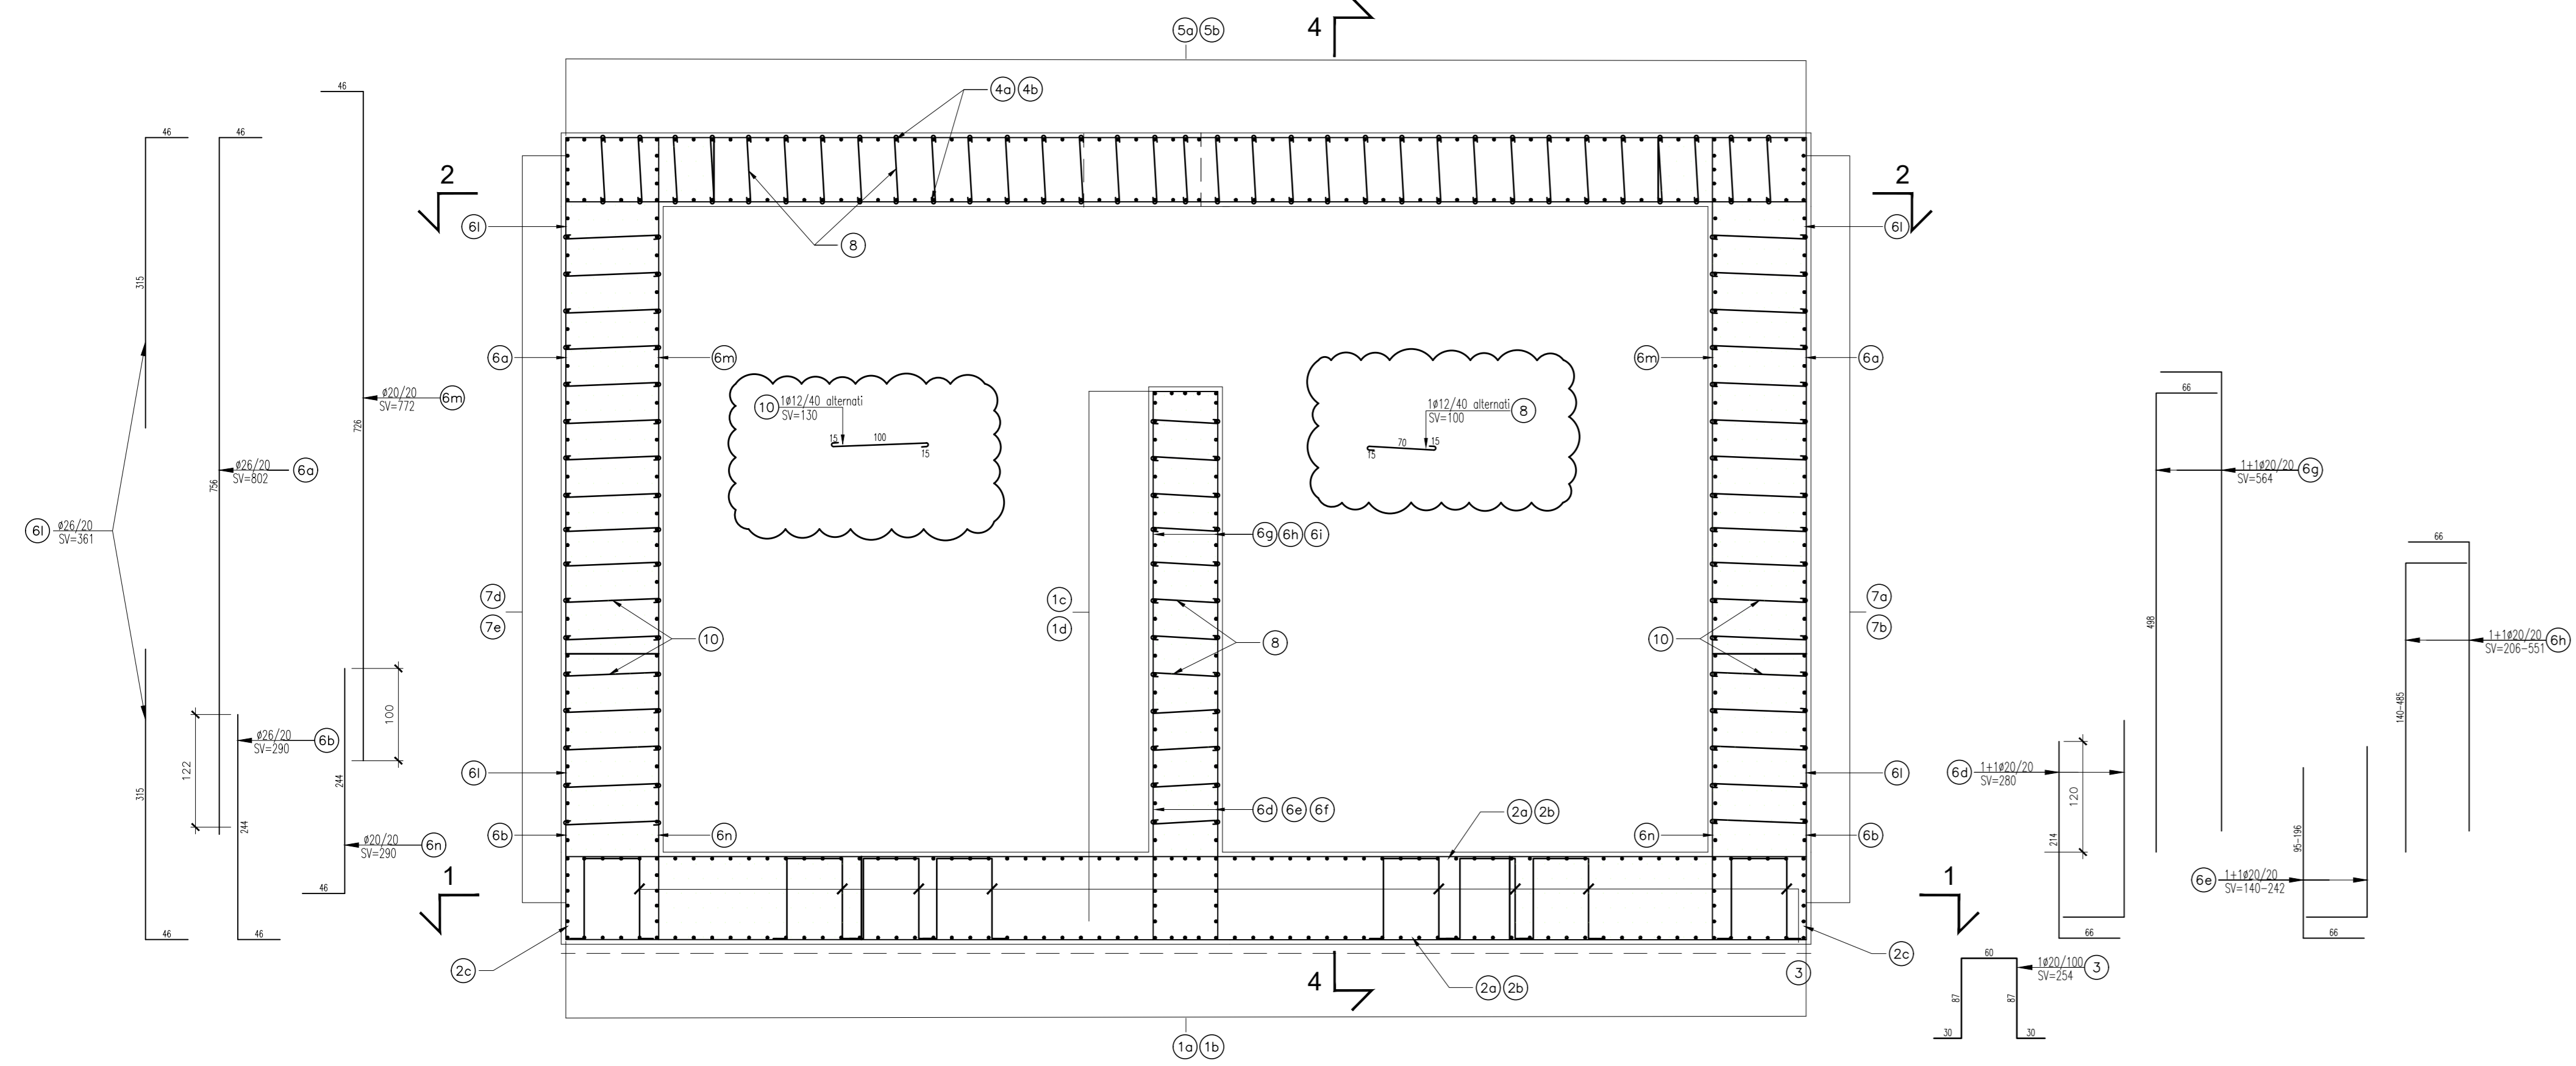 5a 5b
4
4a 4b
46
46
46
2
2
6l
6l
8
315
6a
6m
6m
6a
ø20/20
SV=772
6m
726
10
1ø12/40 alternati
SV=130
15
100
15
1ø12/40 alternati
SV=100
8
70
15
15
66
ø26/20
SV=802
6a
756
1+1ø20/20
SV=564
6g
6l
ø26/20
SV=361
6g 6h 6i
66
7d
7e
1c
1d
7a
7b
498
1+1ø20/20
SV=206-551
6h
10
8
10
100
ø26/20
SV=290
6b
140-485
122
6l
6l
244
315
6d
1+1ø20/20
SV=280
120
6d 6e 6f
2a 2b
244
6b
6n
6n
6b
214
95-196
ø20/20
SV=290
6n
46
1
1
6e
1+1ø20/20
SV=140-242
46
46
66
66
2c
4
3
2c
2a 2b
60
1ø20/100
SV=254
3
87
87
30
30
1a 1b